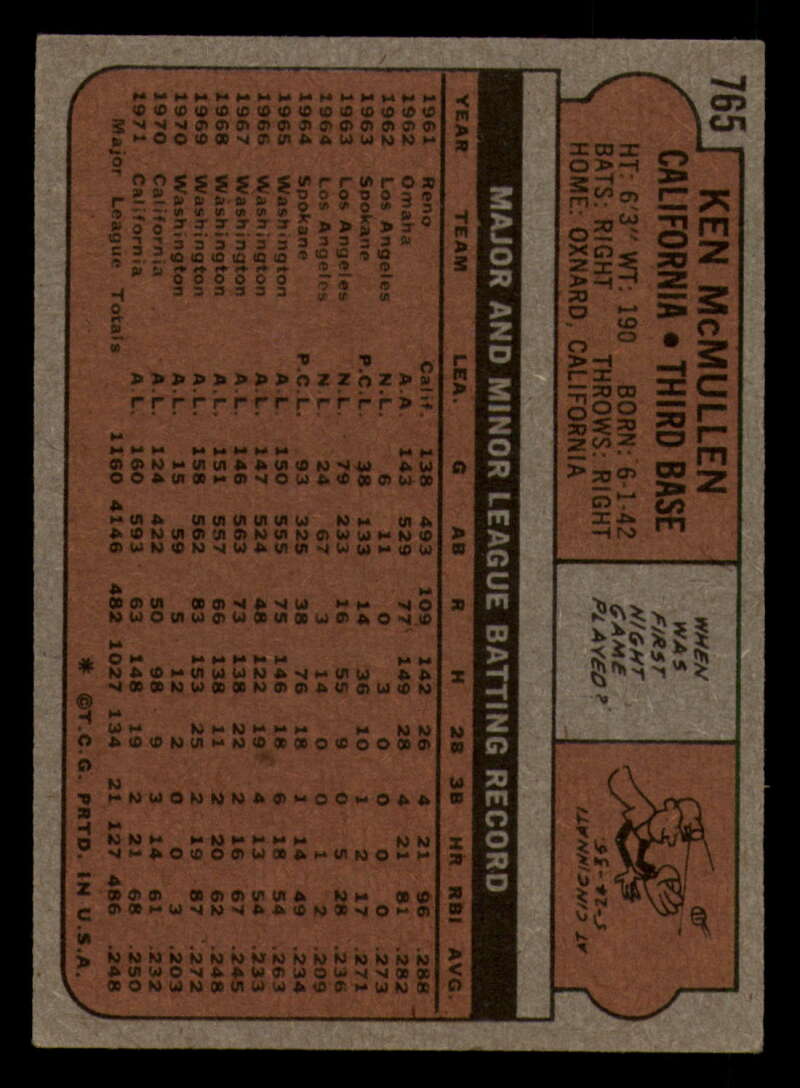 765
KEN McMULLEN
CALIFORNIA • THIRD BASE
HT: 6'3" WT: 190 BORN: 6-1-42
BATS: RIGHT THROWS: RIGHT
HOME: OXNARD, CALIFORNIA
WHEN
WAS
FIRST
NIGHT
GAME
PLAYED?
5-24-35
AT CINCINNATI
MAJOR AND MINOR LEAGUE BATTING RECORD
YEAR TEAM LEA. G AB R H 2B 3B HR RBI AVG.
1961 Reno Calif. 138 493 109 142 26 4 21 96 .288
1962 Omaha A.A. 143 529 77 149 28 4 21 81 .282
1962 Los Angeles N.L. 6 11 0 3 0 0 0 0 .273
1963 Spokane P.C.L. 38 133 14 36 10 1 2 17 .271
1963 Los Angeles N.L. 79 233 16 55 9 0 5 28 .236
1964 Los Angeles N.L. 24 67 3 14 0 0 1 2 .209
1964 Spokane P.C.L. 93 325 38 76 18 1 14 49 .234
1965 Washington A.L. 150 555 75 146 18 6 18 54 .263
1966 Washington A.L. 147 524 48 122 19 4 13 54 .233
1967 Washington A.L. 146 563 73 138 22 2 16 67 .245
1968 Washington A.L. 151 557 66 138 11 2 20 62 .248
1969 Washington A.L. 158 562 83 153 25 2 19 87 .272
1970 Washington A.L. 15 59 5 12 2 0 0 3 .203
1970 California A.L. 124 422 50 98 9 3 14 61 .232
1971 California A.L. 160 593 63 148 19 2 21 68 .250
Major League Totals 1160 4146 482 1027 134 21 127 486 .248
* ©T.C.G. PRTD. IN U.S.A.